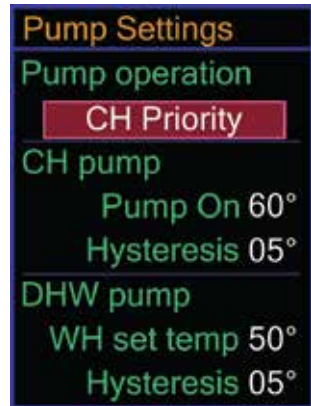 Pump Settings
Pump operation
CH Priority
CH pump
Pump On 60°
Hysteresis 05°
DHW pump
WH set temp 50°
Hysteresis 05°